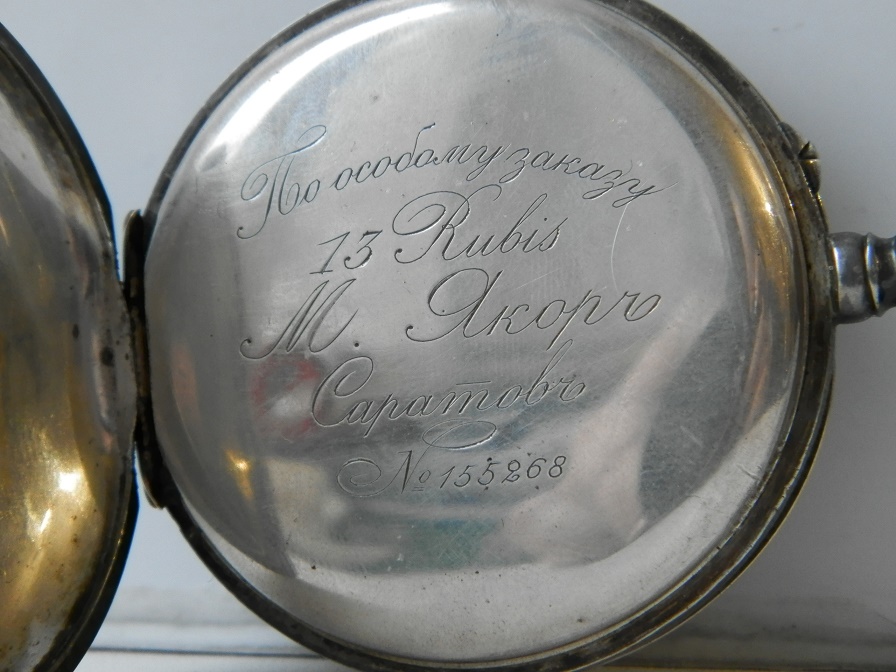 По особому заказу
13 Rubis
М. Якоръ
Саратовъ
№ 155268